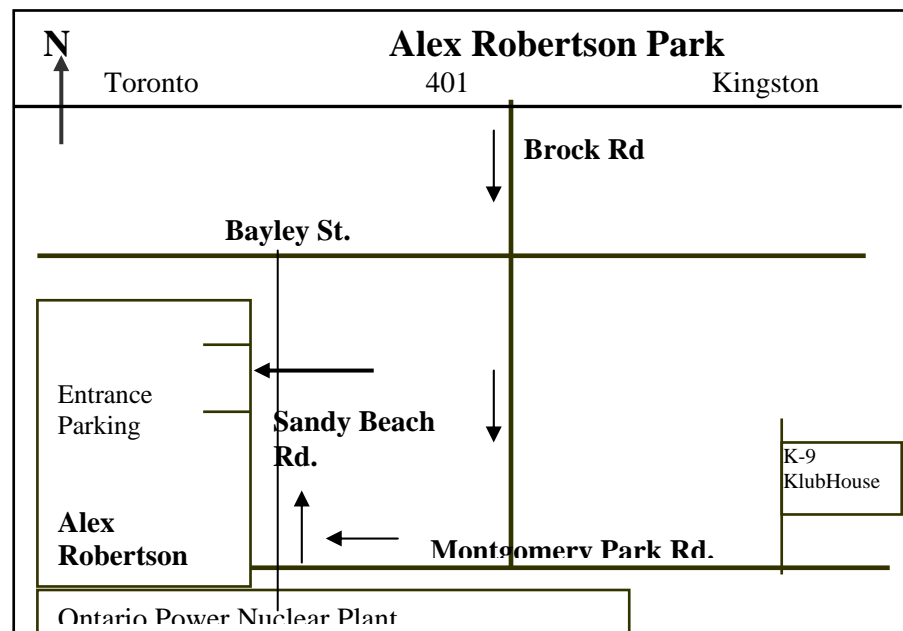 N
Alex Robertson Park
Toronto 401 Kingston
Brock Rd
Bayley St.
Entrance
Parking
Sandy Beach
Rd.
K-9
KlubHouse
Alex
Robertson
Montgomery Park Rd.
Ontario Power Nuclear Plant